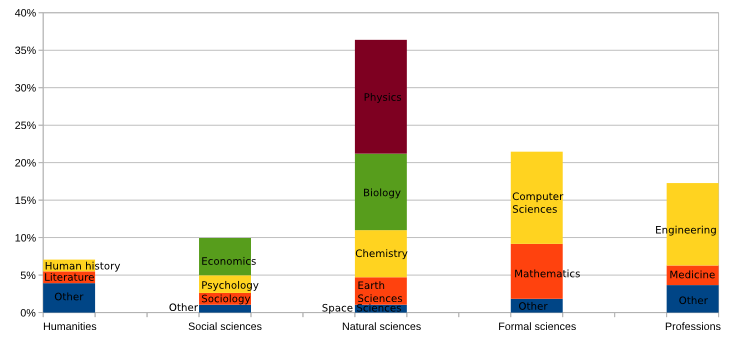 40%
35%
30%
25%
20%
15%
10%
5%
0%
Human history
Literature
Other
Economics
Psychology
Sociology
Other
Physics
Biology
Chemistry
Earth
Sciences
Space Sciences
Computer
Sciences
Mathematics
Other
Engineering
Medicine
Other
Humanities
Social sciences
Natural sciences
Formal sciences
Professions